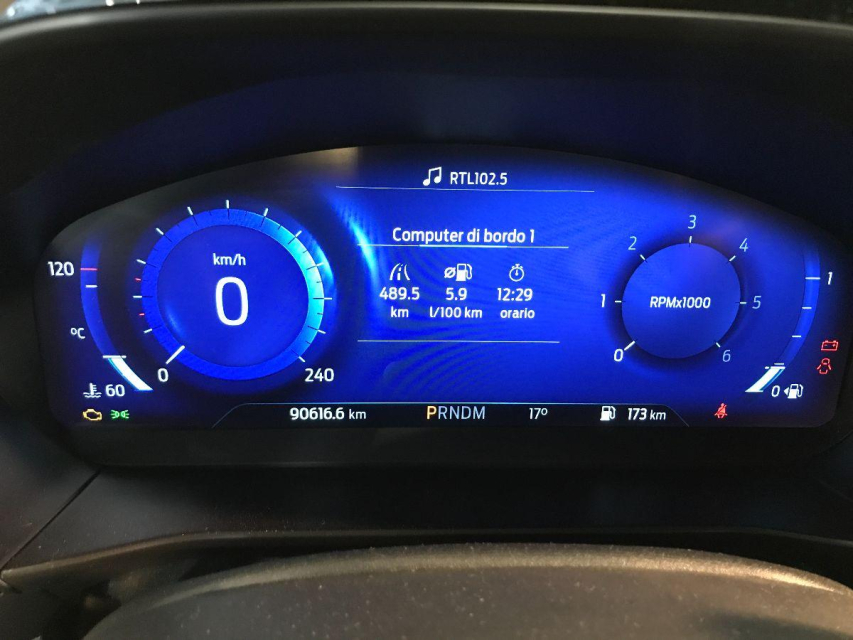 RTL102.5
Computer di bordo 1
489.5 5.9 12:29
km l/100 km orario
km/h
0
0 240
120
°C
60
0 1 2 3 4 5 6
RPMx1000
1
0
90616.6 km PRNDM 17° 173 km